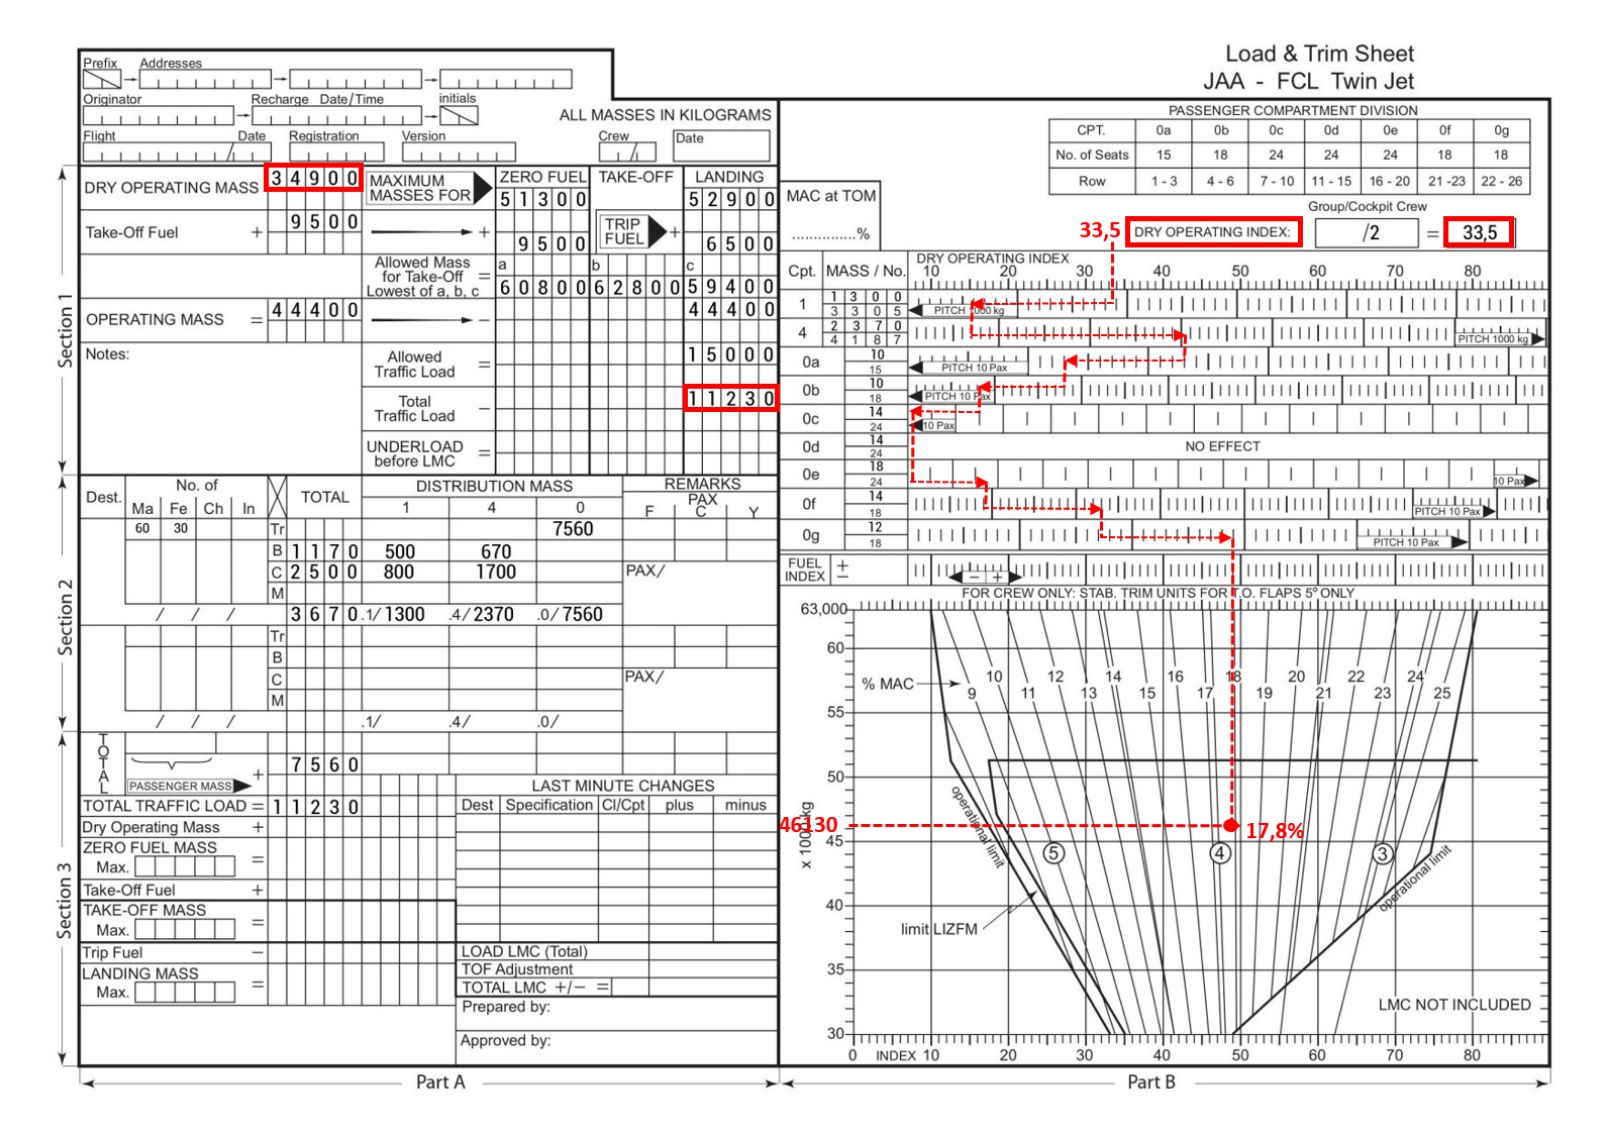 Load & Trim Sheet
JAA - FCL Twin Jet
Prefix Addresses
Originator Recharge Date/Time initials
ALL MASSES IN KILOGRAMS
Flight Date Registration Version Crew Date
DRY OPERATING MASS 34900
MAXIMUM MASSES FOR ZERO FUEL TAKE-OFF LANDING
51300 52900
Take-Off Fuel + 9500
+ 9500 TRIP FUEL + 6500
Allowed Mass for Take-Off Lowest of a, b, c = a 60800 b 62800 c 59400
OPERATING MASS = 44400 − 44400
Notes:
Allowed Traffic Load = 15000
Total Traffic Load − 11230
UNDERLOAD before LMC =
Section 1
Dest. No. of TOTAL DISTRIBUTION MASS REMARKS
Ma Fe Ch In 1 4 0 PAX
F C Y
60 30 Tr 7560
B 1170 500 670
C 2500 800 1700 PAX/
M
/ / / 3670 .1/1300 .4/2370 .0/7560
Tr
B
C PAX/
M
/ / / .1/ .4/ .0/
Section 2
TOTAL
PASSENGER MASS + 7560
TOTAL TRAFFIC LOAD = 11230
Dry Operating Mass +
ZERO FUEL MASS
Max. =
Take-Off Fuel +
TAKE-OFF MASS
Max. =
Trip Fuel −
LANDING MASS
Max. =
Section 3
LAST MINUTE CHANGES
Dest Specification Cl/Cpt plus minus
LOAD LMC (Total)
TOF Adjustment
TOTAL LMC +/− =
Prepared by:
Approved by:
Part A
PASSENGER COMPARTMENT DIVISION
CPT. 0a 0b 0c 0d 0e 0f 0g
No. of Seats 15 18 24 24 24 18 18
Row 1 - 3 4 - 6 7 - 10 11 - 15 16 - 20 21 -23 22 - 26
MAC at TOM
..............%
Group/Cockpit Crew
33,5 DRY OPERATING INDEX: /2 = 33,5
Cpt. MASS / No. DRY OPERATING INDEX
10 20 30 40 50 60 70 80
1 1300 3305 PITCH 1000 kg
4 2370 4187 PITCH 1000 kg
0a 10 15 PITCH 10 Pax
0b 10 18 PITCH 10 Pax
0c 14 24 10 Pax
0d 14 24 NO EFFECT
0e 18 24 10 Pax
0f 14 18 PITCH 10 Pax
0g 12 18 PITCH 10 Pax
FUEL INDEX + − − +
FOR CREW ONLY: STAB. TRIM UNITS FOR T.O. FLAPS 5º ONLY
63,000
60
% MAC 9 10 11 12 13 14 15 16 17 18 19 20 21 22 23 24 25
55
50
operational limit
46130 17,8%
x 1000 kg
45
5 4 3
operational limit
40
limit LIZFM
35
LMC NOT INCLUDED
30
0 INDEX 10 20 30 40 50 60 70 80
Part B